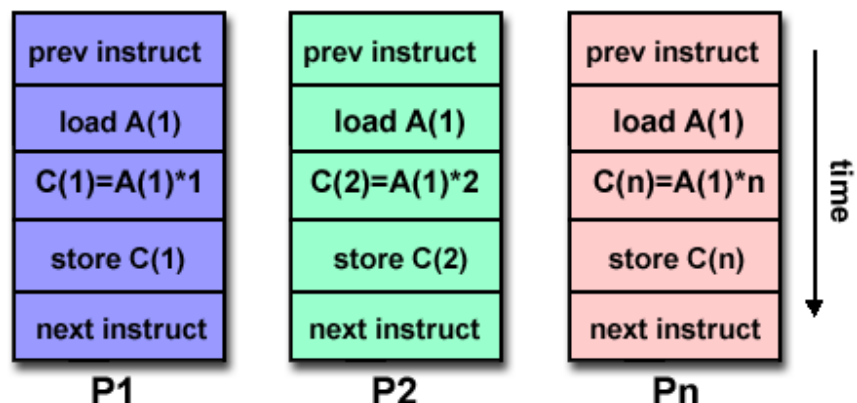 prev instruct
load A(1)
C(1)=A(1)*1
store C(1)
next instruct
P1
prev instruct
load A(1)
C(2)=A(1)*2
store C(2)
next instruct
P2
prev instruct
load A(1)
C(n)=A(1)*n
store C(n)
next instruct
Pn
time